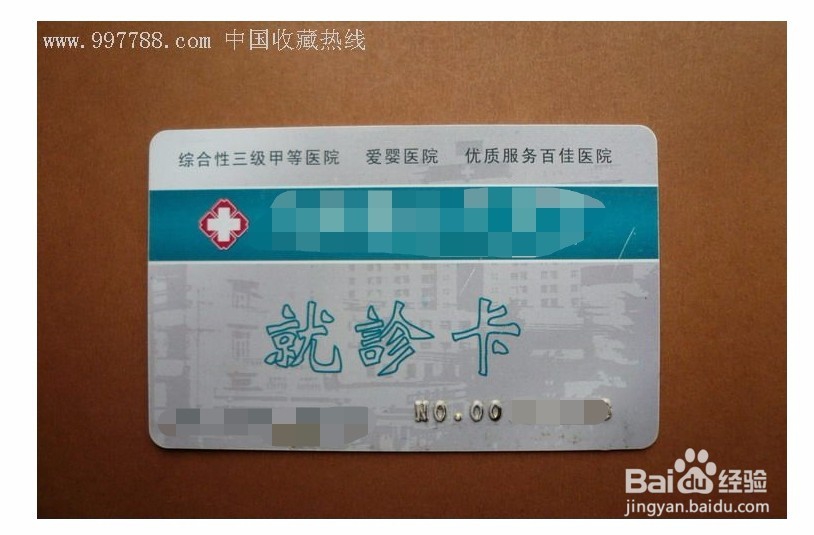 www.997788.com 中国收藏热线
综合性三级甲等医院 爱婴医院 优质服务百佳医院
就診卡
NO.00
Baidu经验
jingyan.baidu.com